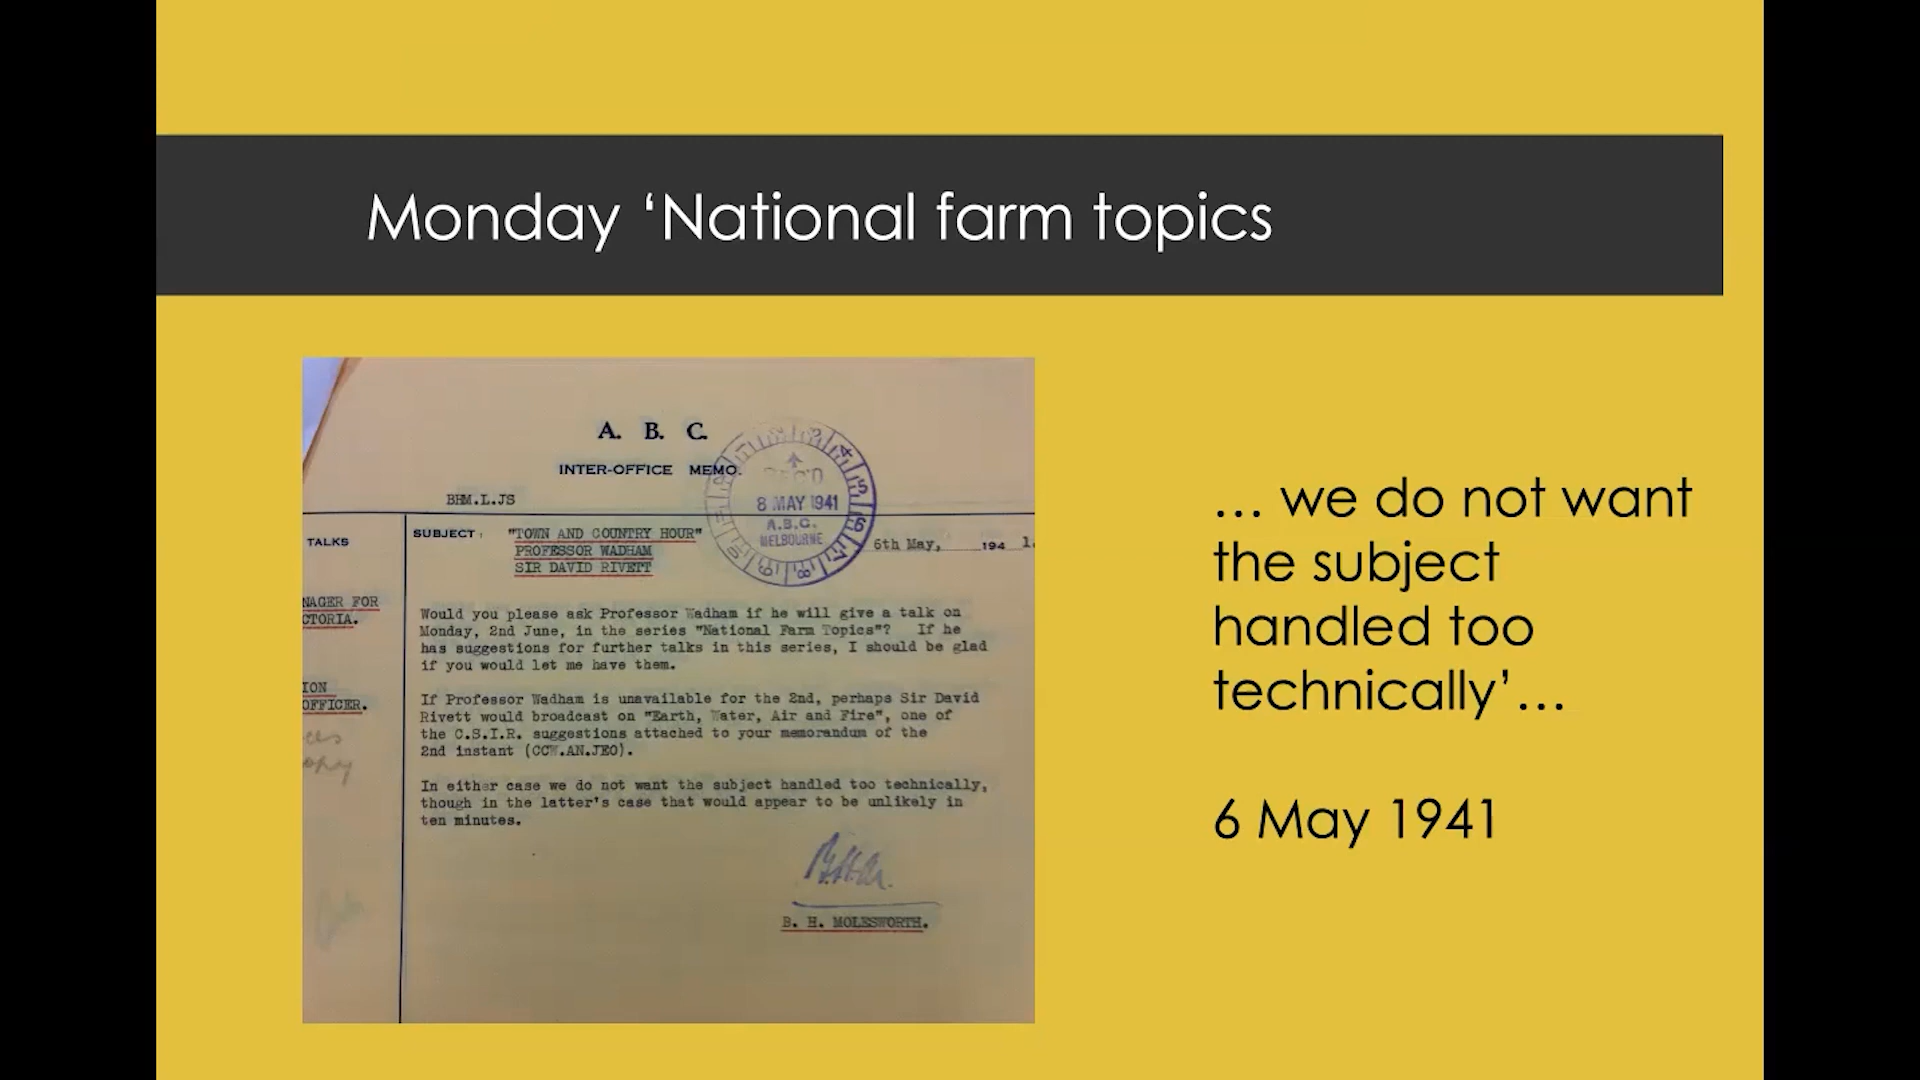 Monday ‘National farm topics
A. B. C.
INTER-OFFICE MEMO.
BHM.L.JS
REC'D
8 MAY 1941
A.B.C.
MELBOURNE
TALKS
SUBJECT:
"TOWN AND COUNTRY HOUR"
PROFESSOR WADHAM
SIR DAVID RIVETT
6th May, 194 1.
NAGER FOR
CTORIA.
ION
OFFICER.
Would you please ask Professor Wadham if he will give a talk on
Monday, 2nd June, in the series "National Farm Topics"? If he
has suggestions for further talks in this series, I should be glad
if you would let me have them.
If Professor Wadham is unavailable for the 2nd, perhaps Sir David
Rivett would broadcast on "Earth, Water, Air and Fire", one of
the C.S.I.R. suggestions attached to your memorandum of the
2nd instant (CCW.AN.JEO).
In either case we do not want the subject handled too technically,
though in the latter's case that would appear to be unlikely in
ten minutes.
B.H.M.
B. H. MOLESWORTH.
… we do not want
the subject
handled too
technically’…
6 May 1941